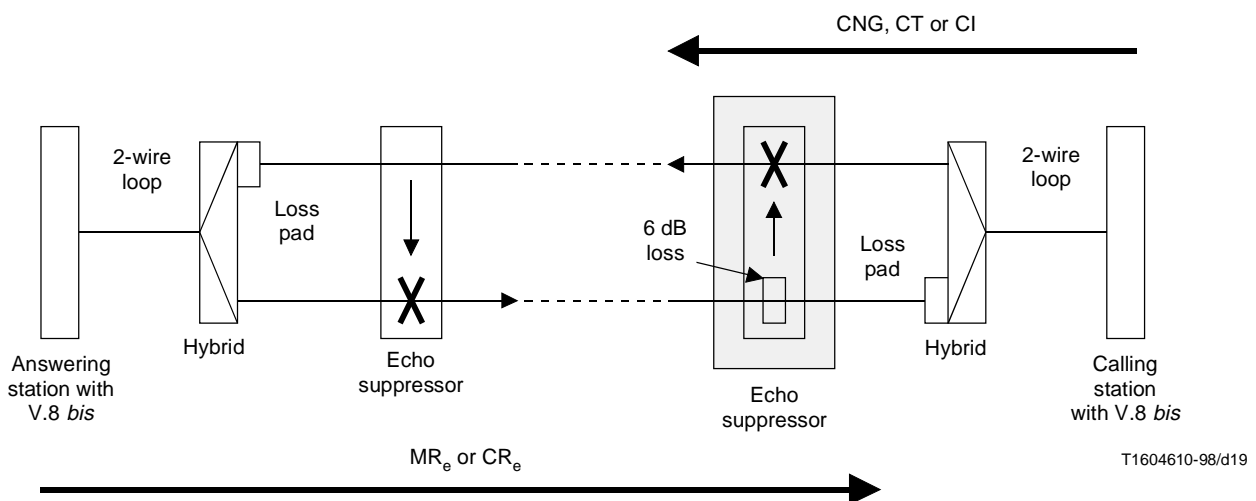 CNG, CT or CI
2-wire
loop
Loss
pad
6 dB
loss
Loss
pad
2-wire
loop
Hybrid
Hybrid
Answering
station with
V.8 bis
Echo
suppressor
Echo
suppressor
Calling
station
with V.8 bis
MRe or CRe
T1604610-98/d19